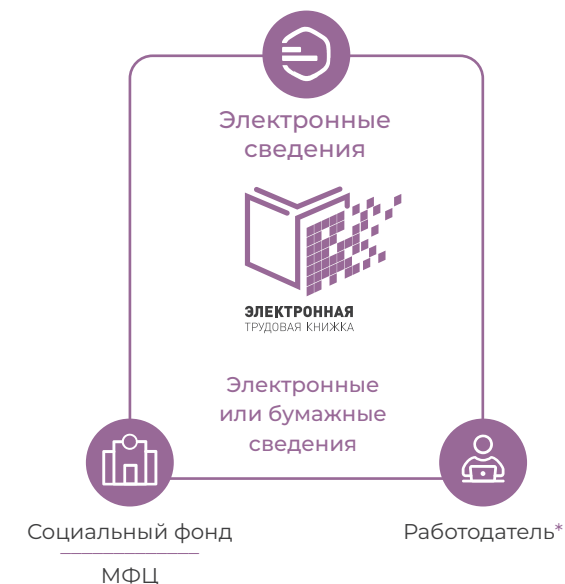 Электронные
сведения
ЭЛЕКТРОННАЯ
ТРУДОВАЯ КНИЖКА
Электронные
или бумажные
сведения
Социальный фонд
МФЦ
Работодатель*